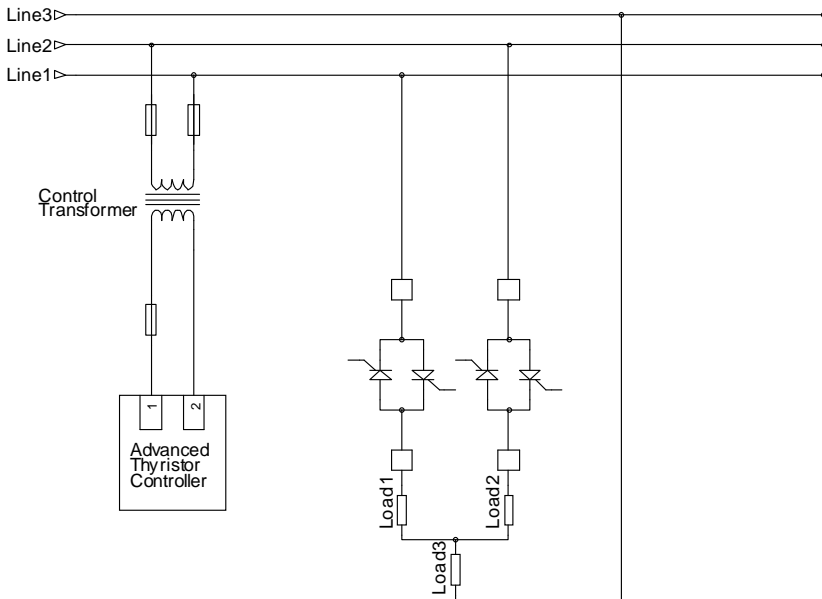 Line3
Line2
Line1
Control
Transformer
1
2
Advanced
Thyristor
Controller
Load1
Load2
Load3